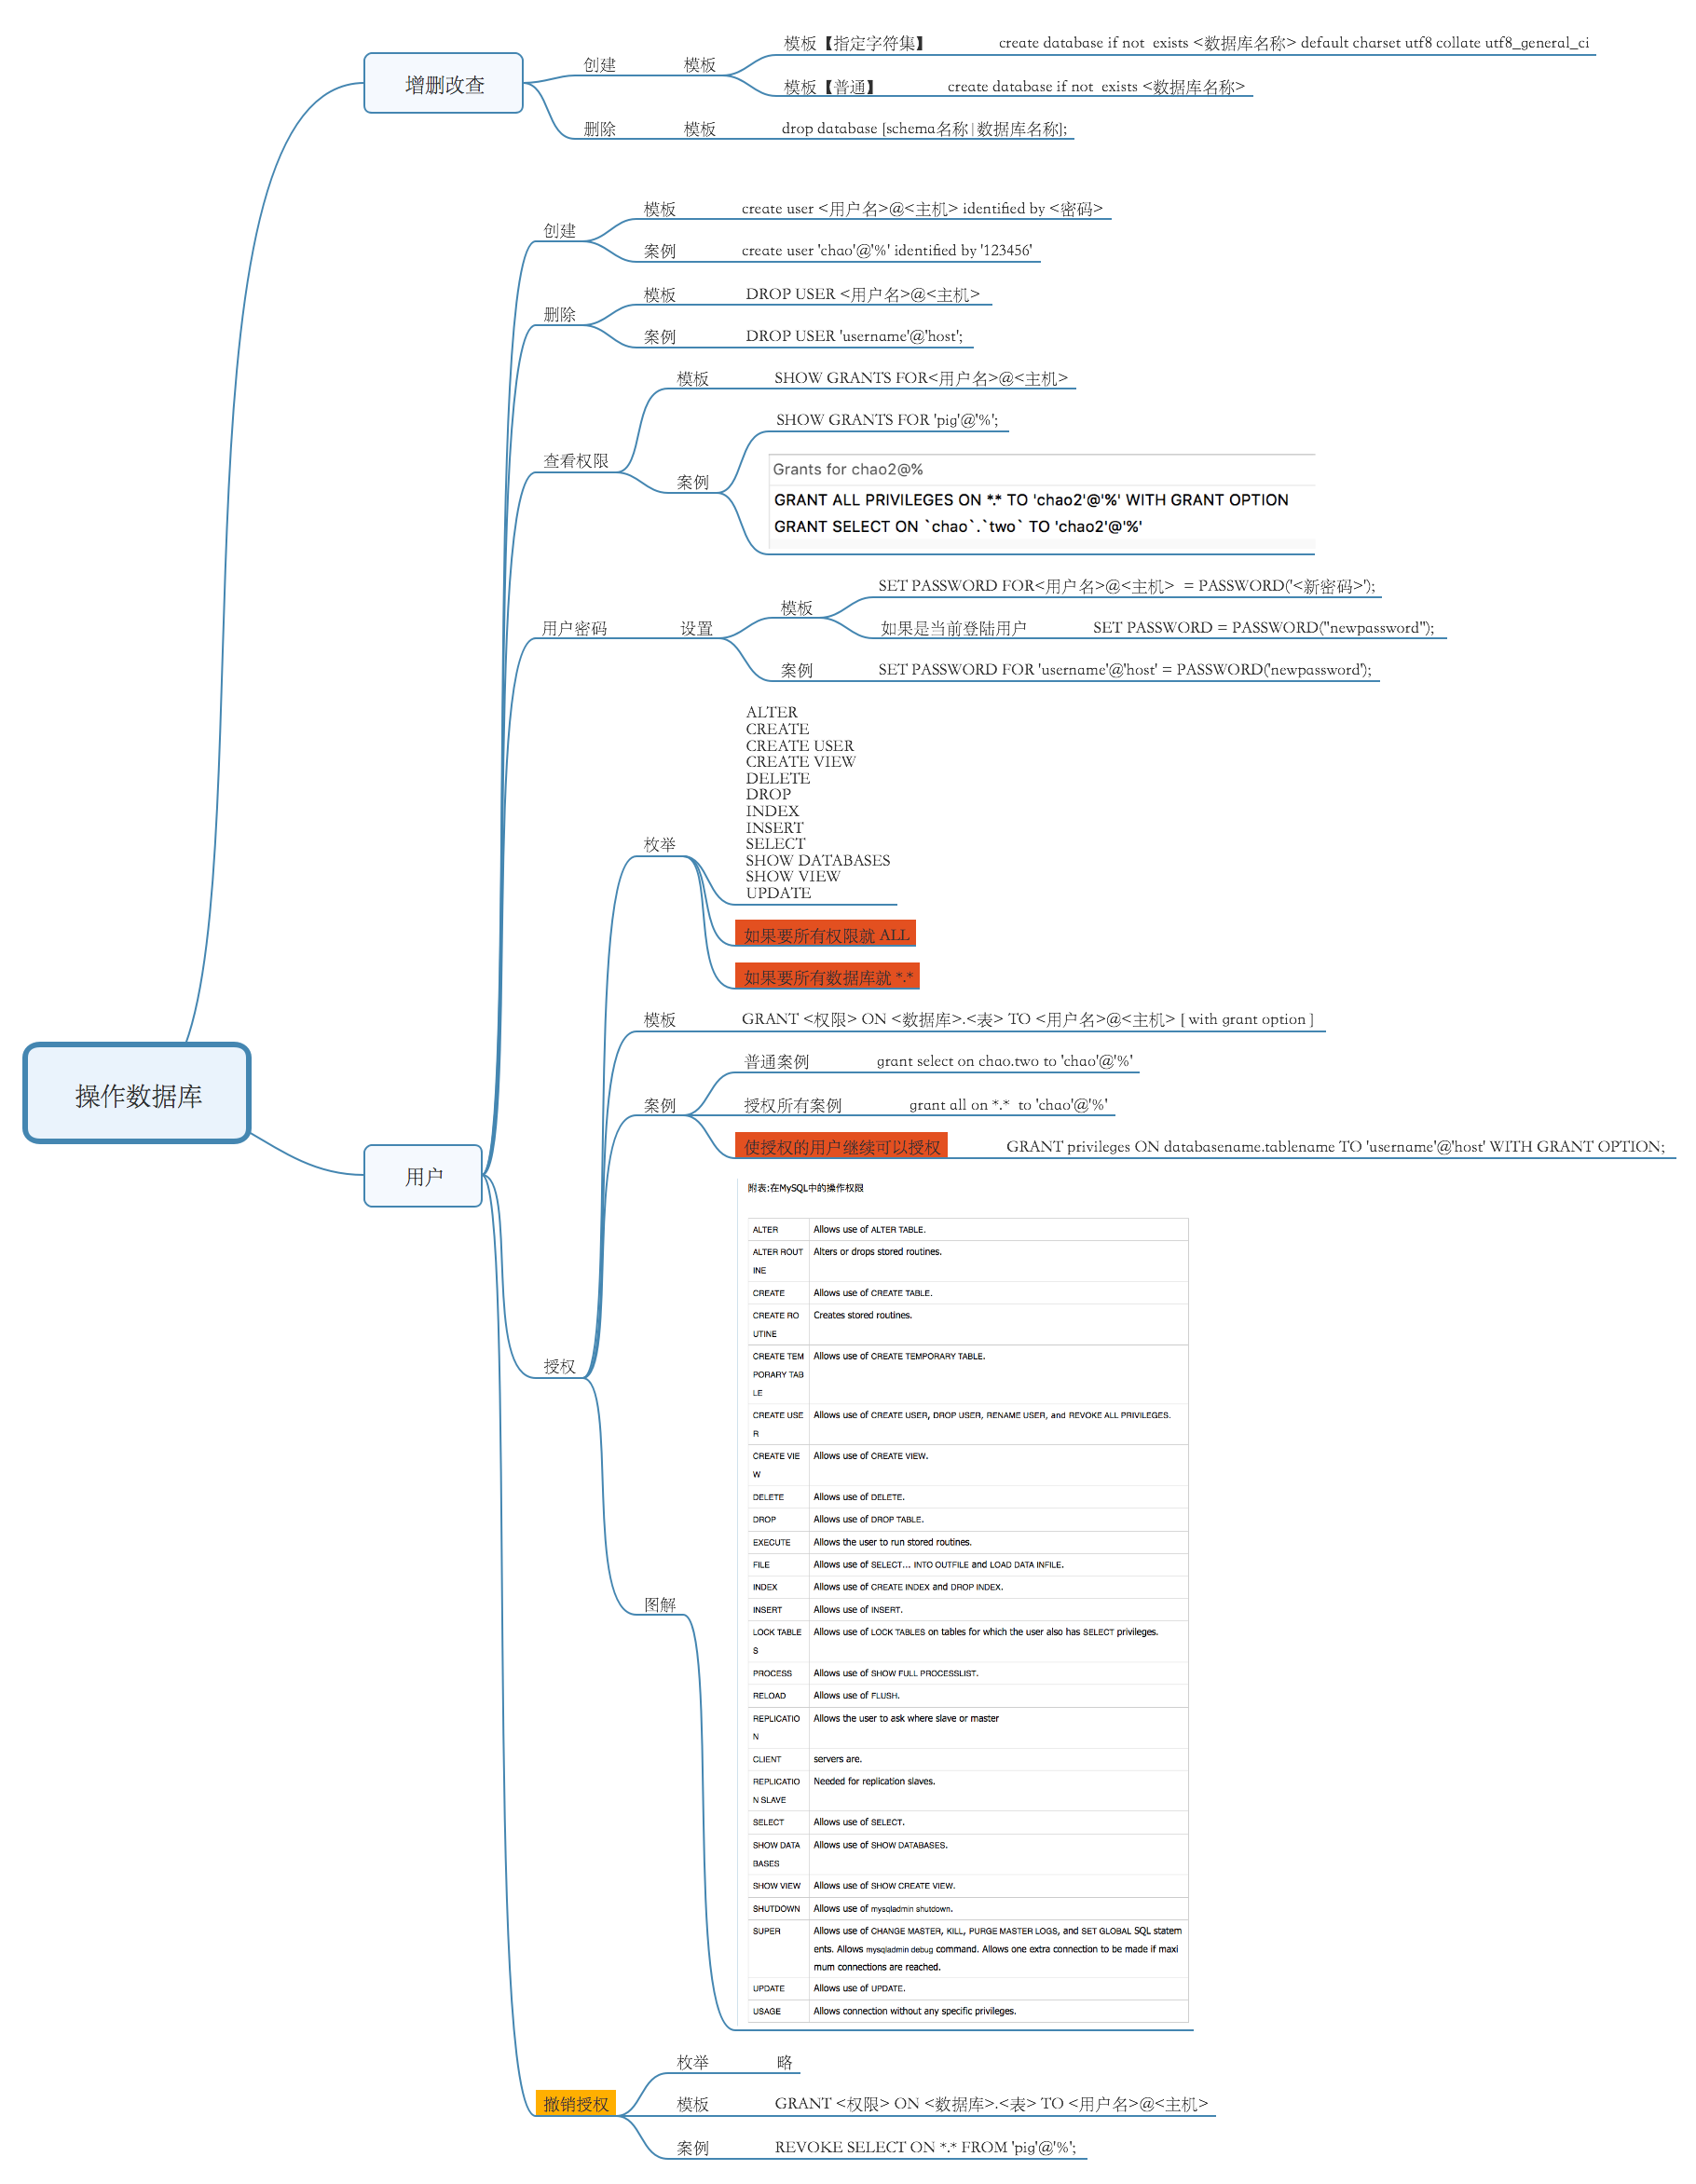 增删改查
创建
模板
模板【指定字符集】
create database if not  exists <数据库名称> default charset utf8 collate utf8_general_ci
模板【普通】
create database if not  exists <数据库名称>
删除
模板
drop database [schema名称|数据库名称];
操作数据库
用户
创建
模板
create user <用户名>@<主机> identified by <密码>
案例
create user 'chao'@'%' identified by '123456'
删除
模板
DROP USER <用户名>@<主机>
案例
DROP USER 'username'@'host';
查看权限
模板
SHOW GRANTS FOR<用户名>@<主机>
案例
SHOW GRANTS FOR 'pig'@'%';
Grants for chao2@%
GRANT ALL PRIVILEGES ON *.* TO 'chao2'@'%' WITH GRANT OPTION
GRANT SELECT ON `chao`.`two` TO 'chao2'@'%'
用户密码
设置
模板
SET PASSWORD FOR<用户名>@<主机>  = PASSWORD('<新密码>');
如果是当前登陆用户
SET PASSWORD = PASSWORD("newpassword");
案例
SET PASSWORD FOR 'username'@'host' = PASSWORD('newpassword');
授权
枚举
ALTER
CREATE
CREATE USER
CREATE VIEW
DELETE
DROP
INDEX
INSERT
SELECT
SHOW DATABASES
SHOW VIEW
UPDATE
如果要所有权限就 ALL
如果要所有数据库就 *.*
模板
GRANT <权限> ON <数据库>.<表> TO <用户名>@<主机> [ with grant option ]
案例
普通案例
grant select on chao.two to 'chao'@'%'
授权所有案例
grant all on *.*  to 'chao'@'%'
使授权的用户继续可以授权
GRANT privileges ON databasename.tablename TO 'username'@'host' WITH GRANT OPTION;
图解
附表:在MySQL中的操作权限
ALTER
Allows use of ALTER TABLE.
ALTER ROUT
INE
Alters or drops stored routines.
CREATE
Allows use of CREATE TABLE.
CREATE RO
UTINE
Creates stored routines.
CREATE TEM
PORARY TAB
LE
Allows use of CREATE TEMPORARY TABLE.
CREATE USE
R
Allows use of CREATE USER, DROP USER, RENAME USER, and REVOKE ALL PRIVILEGES.
CREATE VIE
W
Allows use of CREATE VIEW.
DELETE
Allows use of DELETE.
DROP
Allows use of DROP TABLE.
EXECUTE
Allows the user to run stored routines.
FILE
Allows use of SELECT... INTO OUTFILE and LOAD DATA INFILE.
INDEX
Allows use of CREATE INDEX and DROP INDEX.
INSERT
Allows use of INSERT.
LOCK TABLE
S
Allows use of LOCK TABLES on tables for which the user also has SELECT privileges.
PROCESS
Allows use of SHOW FULL PROCESSLIST.
RELOAD
Allows use of FLUSH.
REPLICATIO
N
Allows the user to ask where slave or master
CLIENT
servers are.
REPLICATIO
N SLAVE
Needed for replication slaves.
SELECT
Allows use of SELECT.
SHOW DATA
BASES
Allows use of SHOW DATABASES.
SHOW VIEW
Allows use of SHOW CREATE VIEW.
SHUTDOWN
Allows use of mysqladmin shutdown.
SUPER
Allows use of CHANGE MASTER, KILL, PURGE MASTER LOGS, and SET GLOBAL SQL statem
ents. Allows mysqladmin debug command. Allows one extra connection to be made if maxi
mum connections are reached.
UPDATE
Allows use of UPDATE.
USAGE
Allows connection without any specific privileges.
撤销授权
枚举
略
模板
GRANT <权限> ON <数据库>.<表> TO <用户名>@<主机>
案例
REVOKE SELECT ON *.* FROM 'pig'@'%';